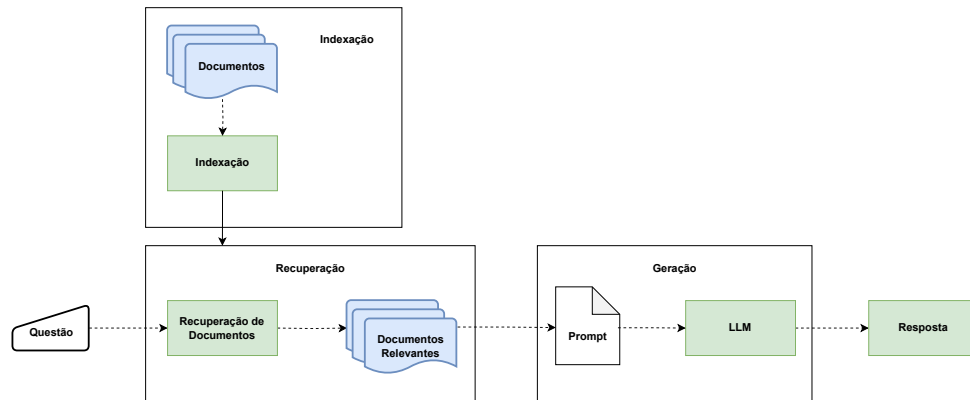 Indexação
Documentos
Indexação
Recuperação
Geração
Questão
Recuperação de
Documentos
Documentos
Relevantes
Prompt
LLM
Resposta